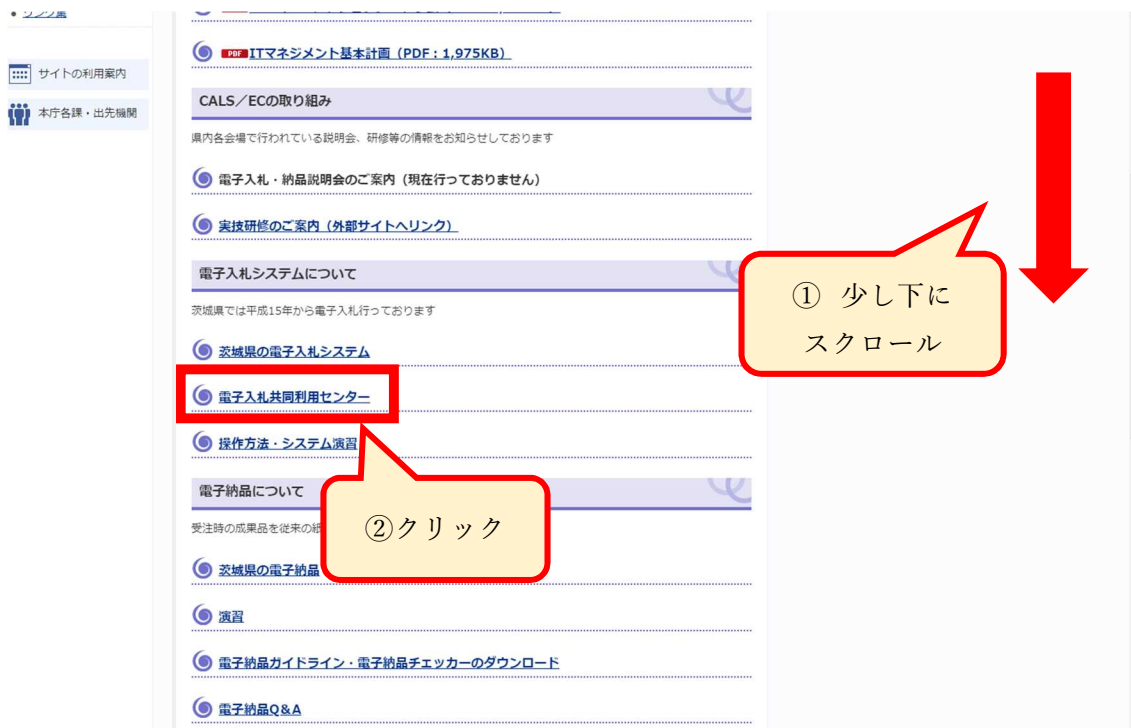 リンク集
サイトの利用案内
本庁各課・出先機関
PDF ITマネジメント基本計画（PDF：1,975KB）
CALS／ECの取り組み
県内各会場で行われている説明会、研修等の情報をお知らせしております
電子入札・納品説明会のご案内（現在行っておりません）
実技研修のご案内（外部サイトへリンク）
電子入札システムについて
茨城県では平成15年から電子入札行っております
茨城県の電子入札システム
電子入札共同利用センター
操作方法・システム演習
電子納品について
受注時の成果品を従来の紙
茨城県の電子納品
演習
電子納品ガイドライン・電子納品チェッカーのダウンロード
電子納品Q&A
① 少し下に
スクロール
②クリック